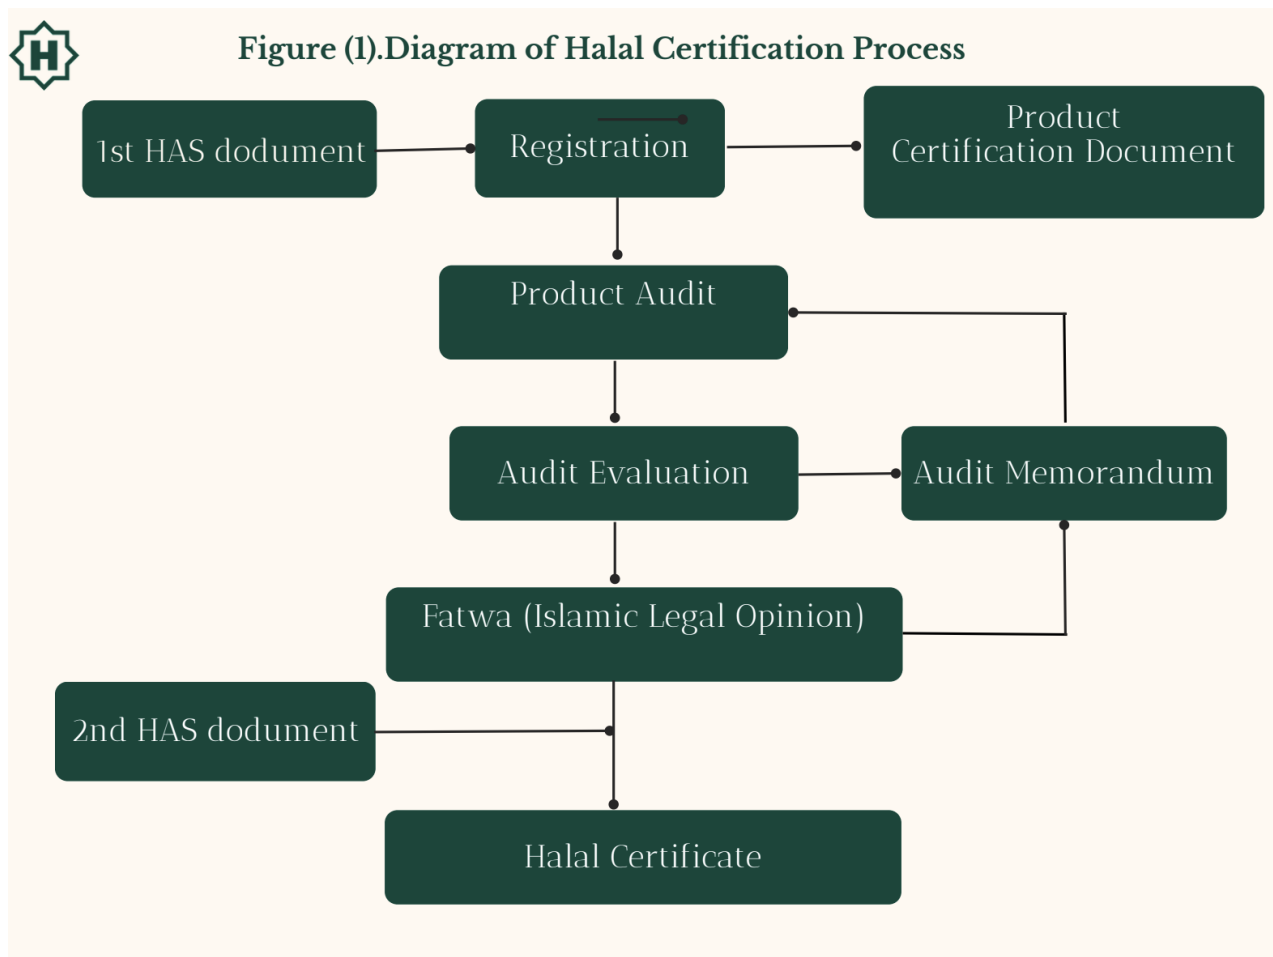 H
Figure (1).Diagram of Halal Certification Process
1st HAS dodument
Registration
Product
Certification Document
Product Audit
Audit Evaluation
Audit Memorandum
Fatwa (Islamic Legal Opinion)
2nd HAS dodument
Halal Certificate